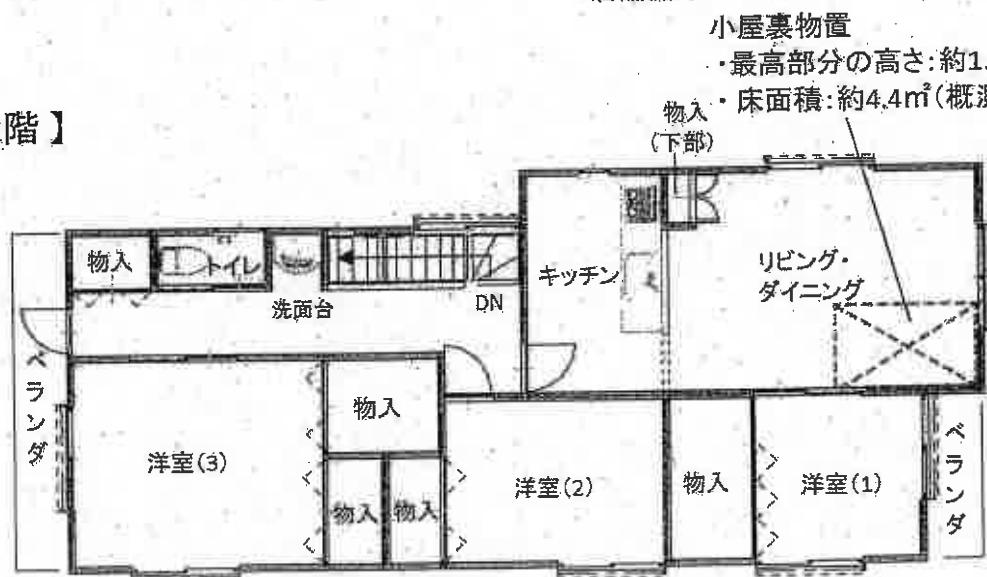 小屋裏物置
・最高部分の高さ:約1.
・床面積:約4.4㎡(概
階】
物入
(下部)
物入
トイレ
洗面台
DN
キッチン
リビング・
ダイニング
ベランダ
洋室(3)
物入
物入
物入
洋室(2)
物入
洋室(1)
ベランダ